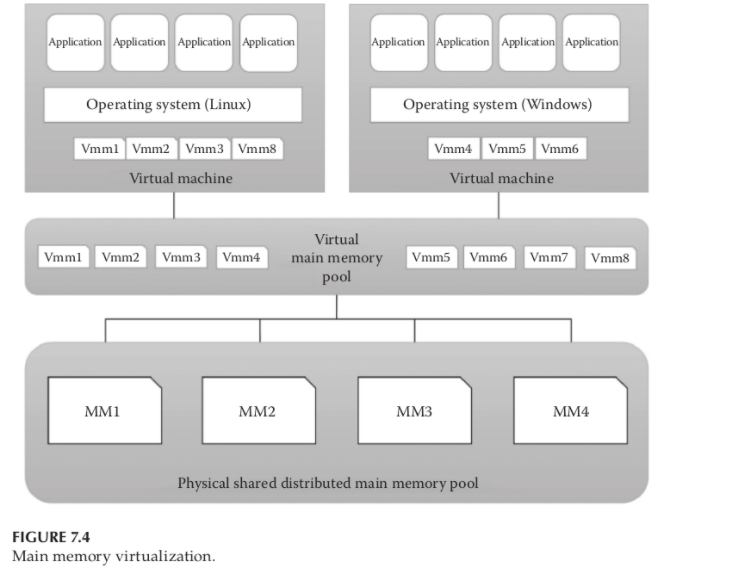 Application Application Application Application
Operating system (Linux)
Vmm1 Vmm2 Vmm3 Vmm8
Virtual machine
Application Application Application Application
Operating system (Windows)
Vmm4 Vmm5 Vmm6
Virtual machine
Vmm1 Vmm2 Vmm3 Vmm4
Virtual
main memory
pool
Vmm5 Vmm6 Vmm7 Vmm8
MM1 MM2 MM3 MM4
Physical shared distributed main memory pool
FIGURE 7.4
Main memory virtualization.